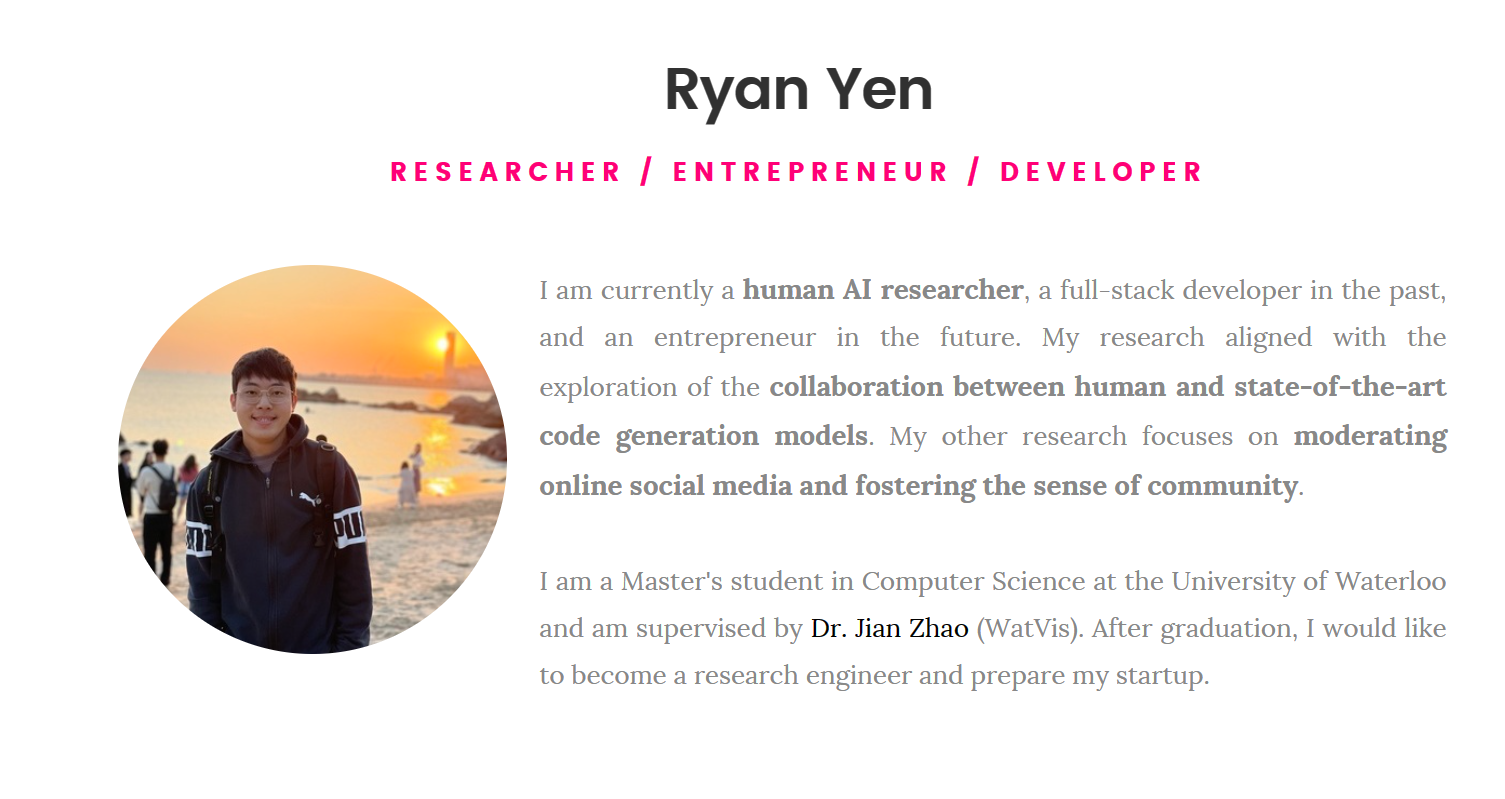 Ryan Yen
RESEARCHER / ENTREPRENEUR / DEVELOPER
I am currently a human AI researcher, a full-stack developer in the past,
and an entrepreneur in the future. My research aligned with the
exploration of the collaboration between human and state-of-the-art
code generation models. My other research focuses on moderating
online social media and fostering the sense of community.
I am a Master's student in Computer Science at the University of Waterloo
and am supervised by Dr. Jian Zhao (WatVis). After graduation, I would like
to become a research engineer and prepare my startup.